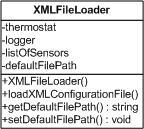 XMLFileLoader
-thermostat
-logger
-listOfSensors
-defaultFilePath
+XMLFileLoader()
+loadXMLConfigurationFile()
+getDefaultFilePath() : string
+setDefaultFilePath() : void